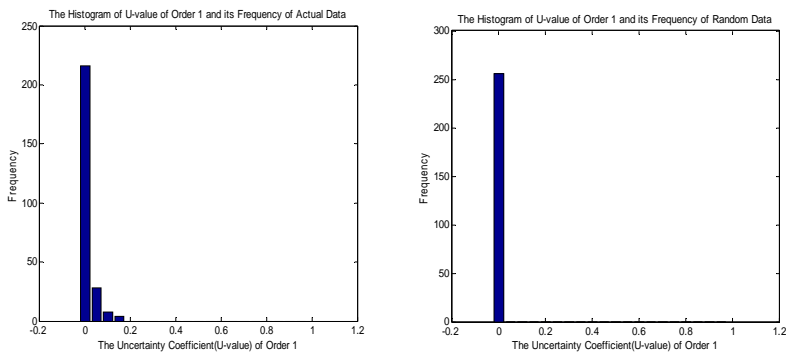 The Histogram of U-value of Order 1 and its Frequency of Actual Data
250
200
150
100
50
0
Frequency
-0.2 0 0.2 0.4 0.6 0.8 1 1.2
The Uncertainty Coefficient(U-value) of Order 1
The Histogram of U-value of Order 1 and its Frequency of Random Data
300
250
200
150
100
50
0
Frequency
-0.2 0 0.2 0.4 0.6 0.8 1 1.2
The Uncertainty Coefficient(U-value) of Order 1